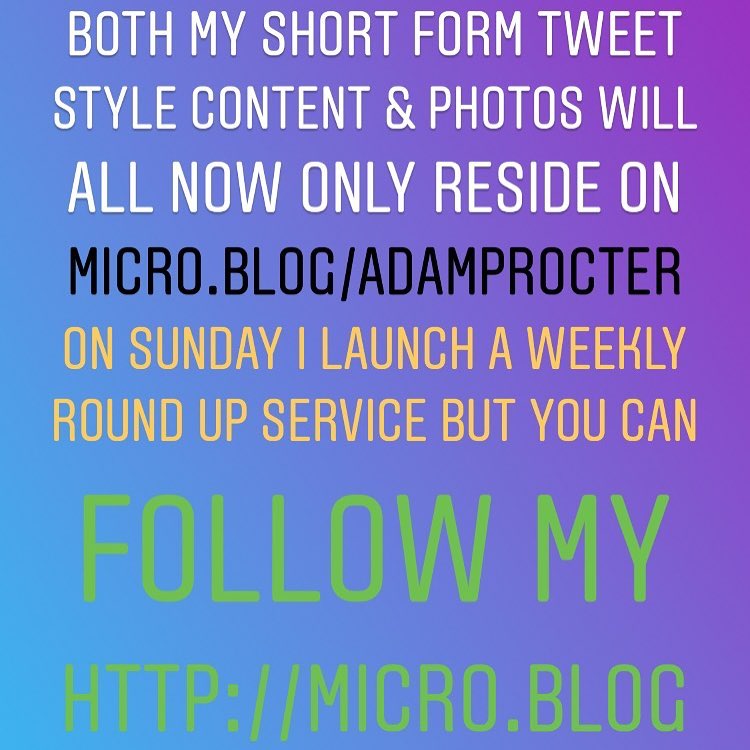 BOTH MY SHORT FORM TWEET
STYLE CONTENT & PHOTOS WILL
ALL NOW ONLY RESIDE ON
MICRO.BLOG/ADAMPROCTER
ON SUNDAY I LAUNCH A WEEKLY
ROUND UP SERVICE BUT YOU CAN
FOLLOW MY
HTTP://MICRO.BLOG